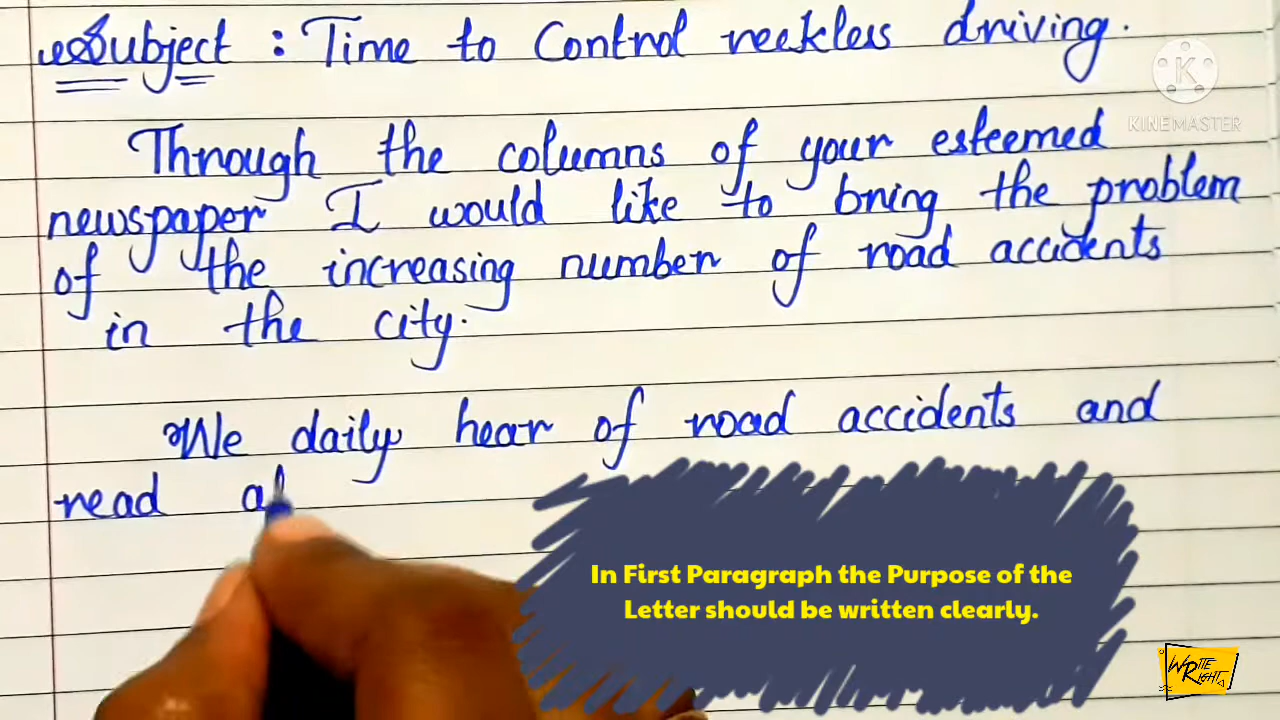 Subject : Time to Control reckless driving.
KINEMASTER
Through the columns of your esteemed
newspaper I would like to bring the problem
of the increasing number of road accidents
in the city.
We daily hear of road accidents and
read
In First Paragraph the Purpose of the
Letter should be written clearly.
WRITE
RIGHT